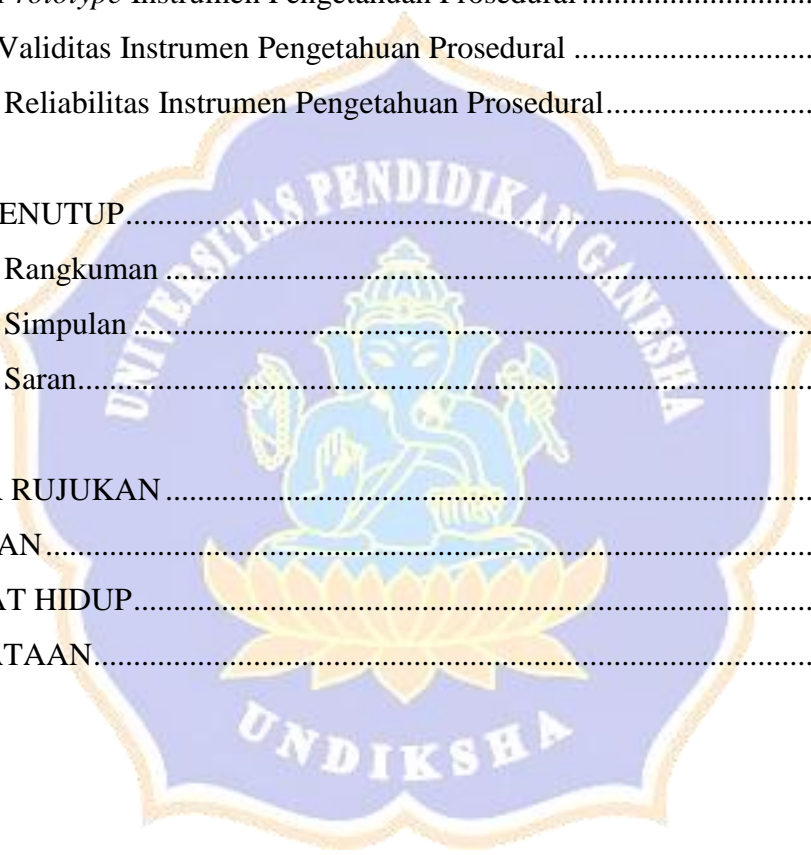 Prototype Instrumen Pengetahuan Prosedural ..........................
Validitas Instrumen Pengetahuan Prosedural ..........................
Reliabilitas Instrumen Pengetahuan Prosedural..........................
ENUTUP..........................
Rangkuman ..........................
Simpulan ..........................
Saran..........................
RUJUKAN ..........................
AN..........................
AT HIDUP..........................
ATAAN..........................
UNIVERSITAS PENDIDIKAN GANESHA
UNDIKSHA